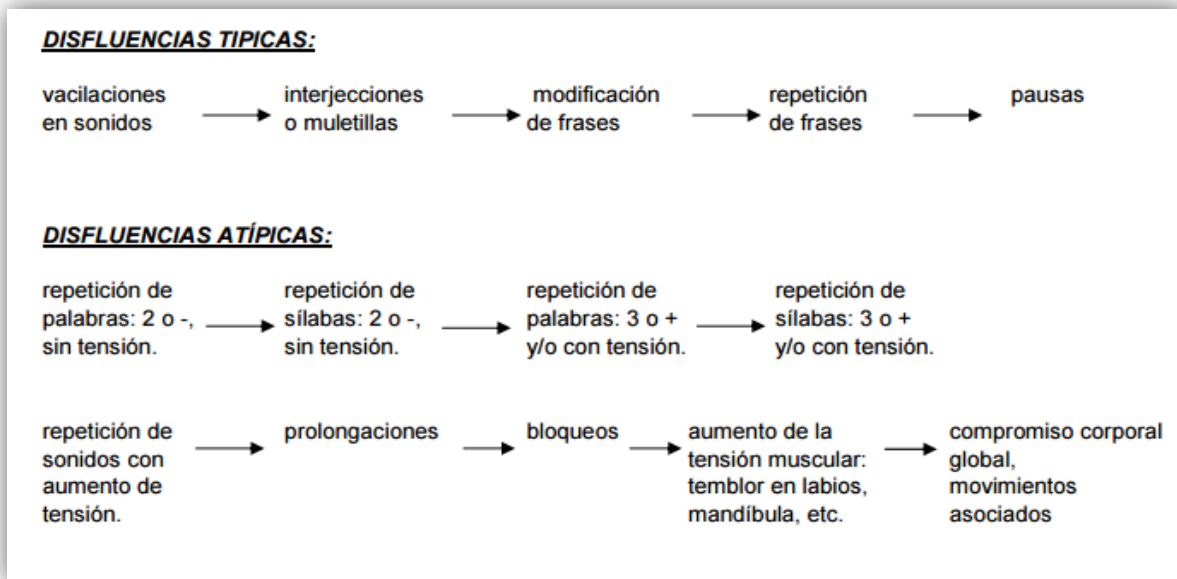 DISFLUENCIAS TIPICAS:
vacilaciones
en sonidos
interjecciones
o muletillas
modificación
de frases
repetición
de frases
pausas
DISFLUENCIAS ATÍPICAS:
repetición de
palabras: 2 o -,
sin tensión.
repetición de
sílabas: 2 o -,
sin tensión.
repetición de
palabras: 3 o +
y/o con tensión.
repetición de
sílabas: 3 o +
y/o con tensión.
repetición de
sonidos con
aumento de
tensión.
prolongaciones
bloqueos
aumento de la
tensión muscular:
temblor en labios,
mandíbula, etc.
compromiso corporal
global,
movimientos
asociados